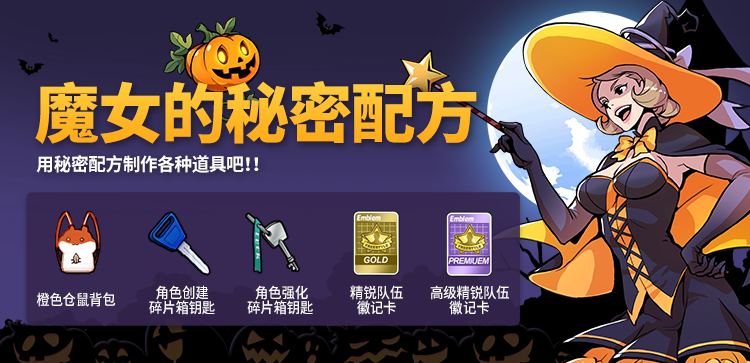 魔女的秘密配方
用秘密配方制作各种道具吧!!
橙色仓鼠背包
角色创建
碎片箱钥匙
角色强化
碎片箱钥匙
Emblem
FREESTYLE
GOLD
精锐队伍
徽记卡
Emblem
FREESTYLE
PREMIUEM
高级精锐队伍
徽记卡